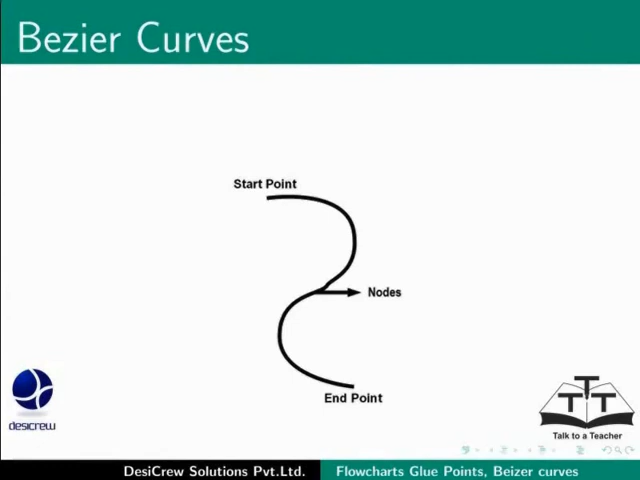 Bezier Curves
Start Point
Nodes
End Point
desicrew
TTT
Talk to a Teacher
DesiCrew Solutions Pvt.Ltd.
Flowcharts Glue Points, Beizer curves